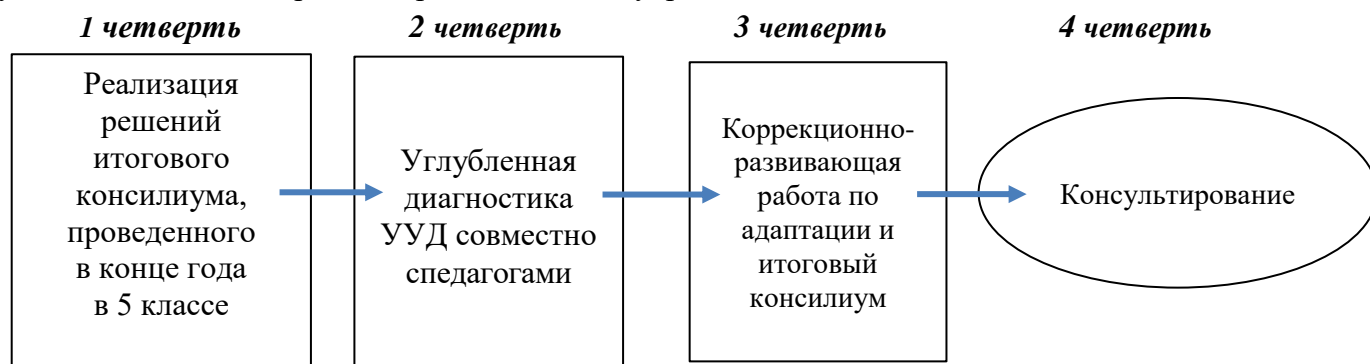 1 четверть
2 четверть
3 четверть
4 четверть
Реализация
решений
итогового
консилиума,
проведенного
в конце года
в 5 классе
Углубленная
диагностика
УУД совместно
спедагогами
Коррекционно-
развивающая
работа по
адаптации и
итоговый
консилиум
Консультирование